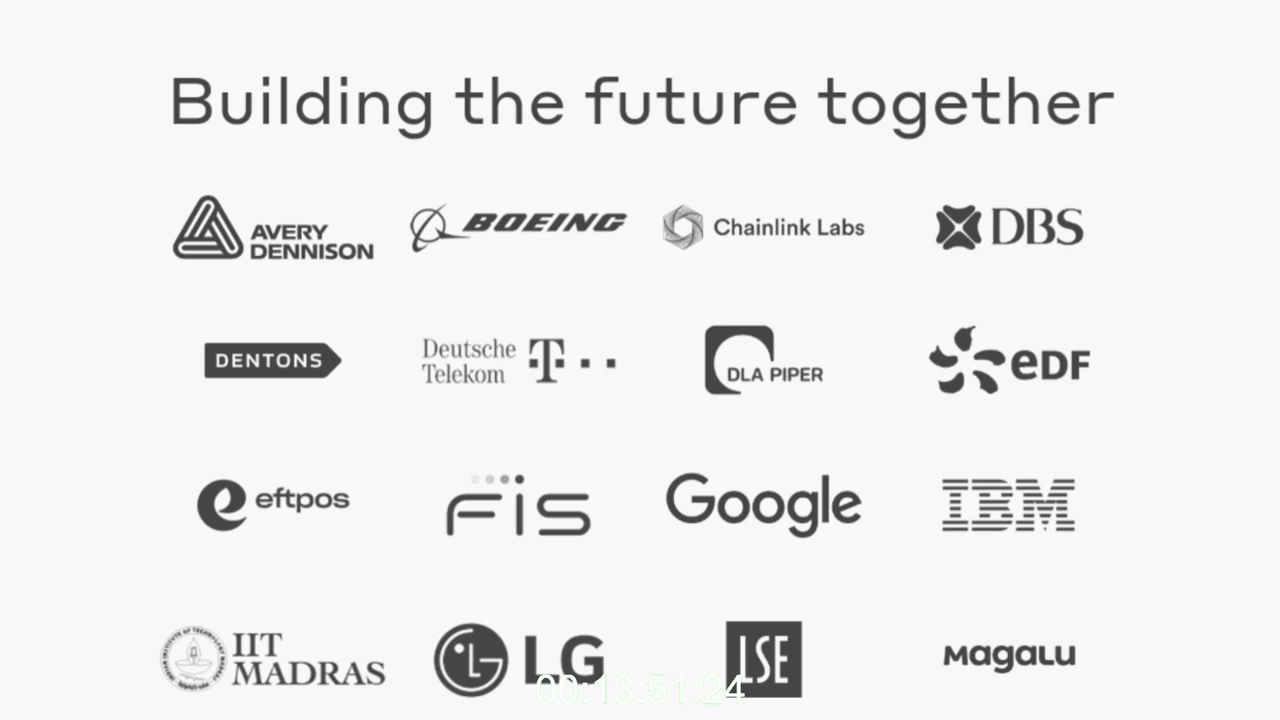 Building the future together
AVERY
DENNISON
BOEING
Chainlink Labs
DBS
DENTONS
Deutsche
Telekom
T
DLA PIPER
eDF
eftpos
FIS
Google
IBM
IIT
MADRAS
LG
LSE
MagaLu
00:13:51:24